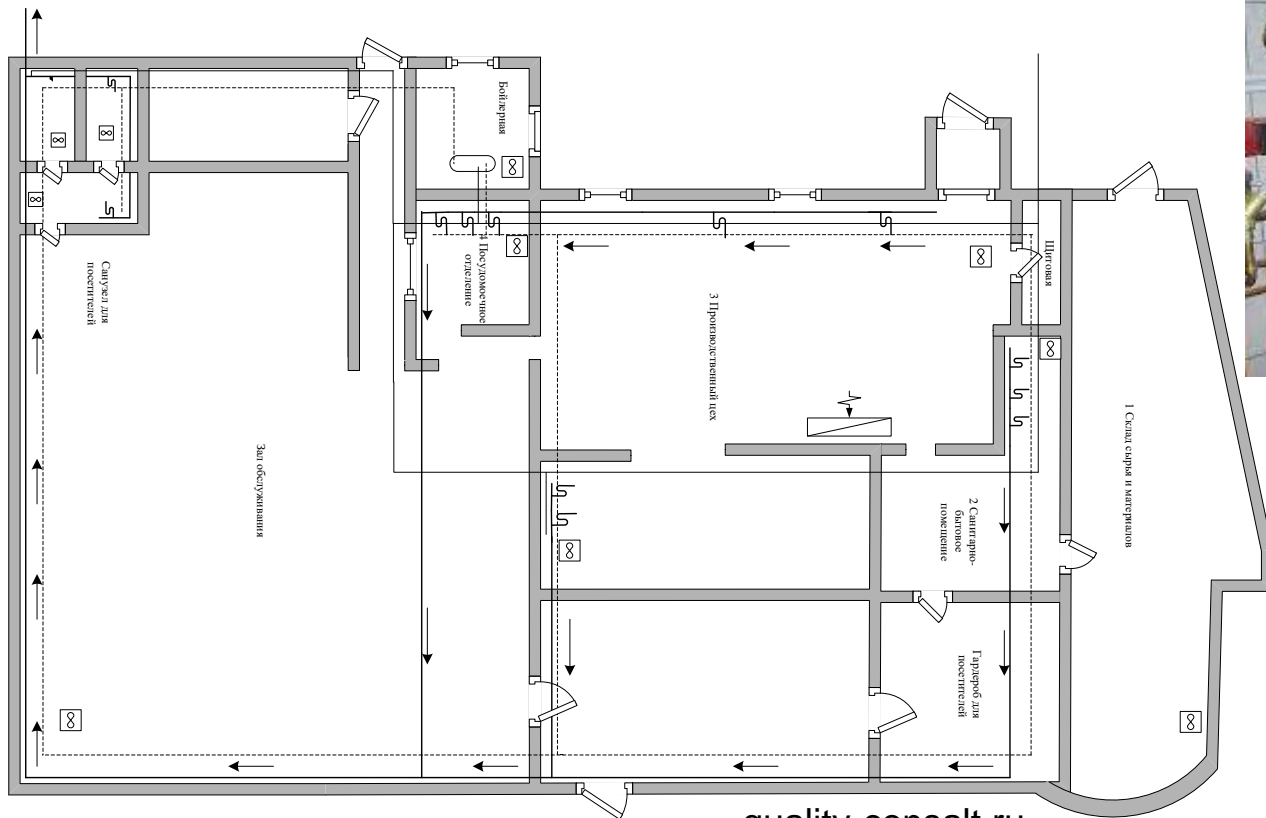 Бойлерная
Щитовая
4 Посудомоечное
отделение
Санузел для
посетителей
3 Производственный цех
1 Склад сырья и материалов
Зал обслуживания
2 Санитарно-
бытовое
помещение
Гардероб для
посетителей
quality-consalt.ru